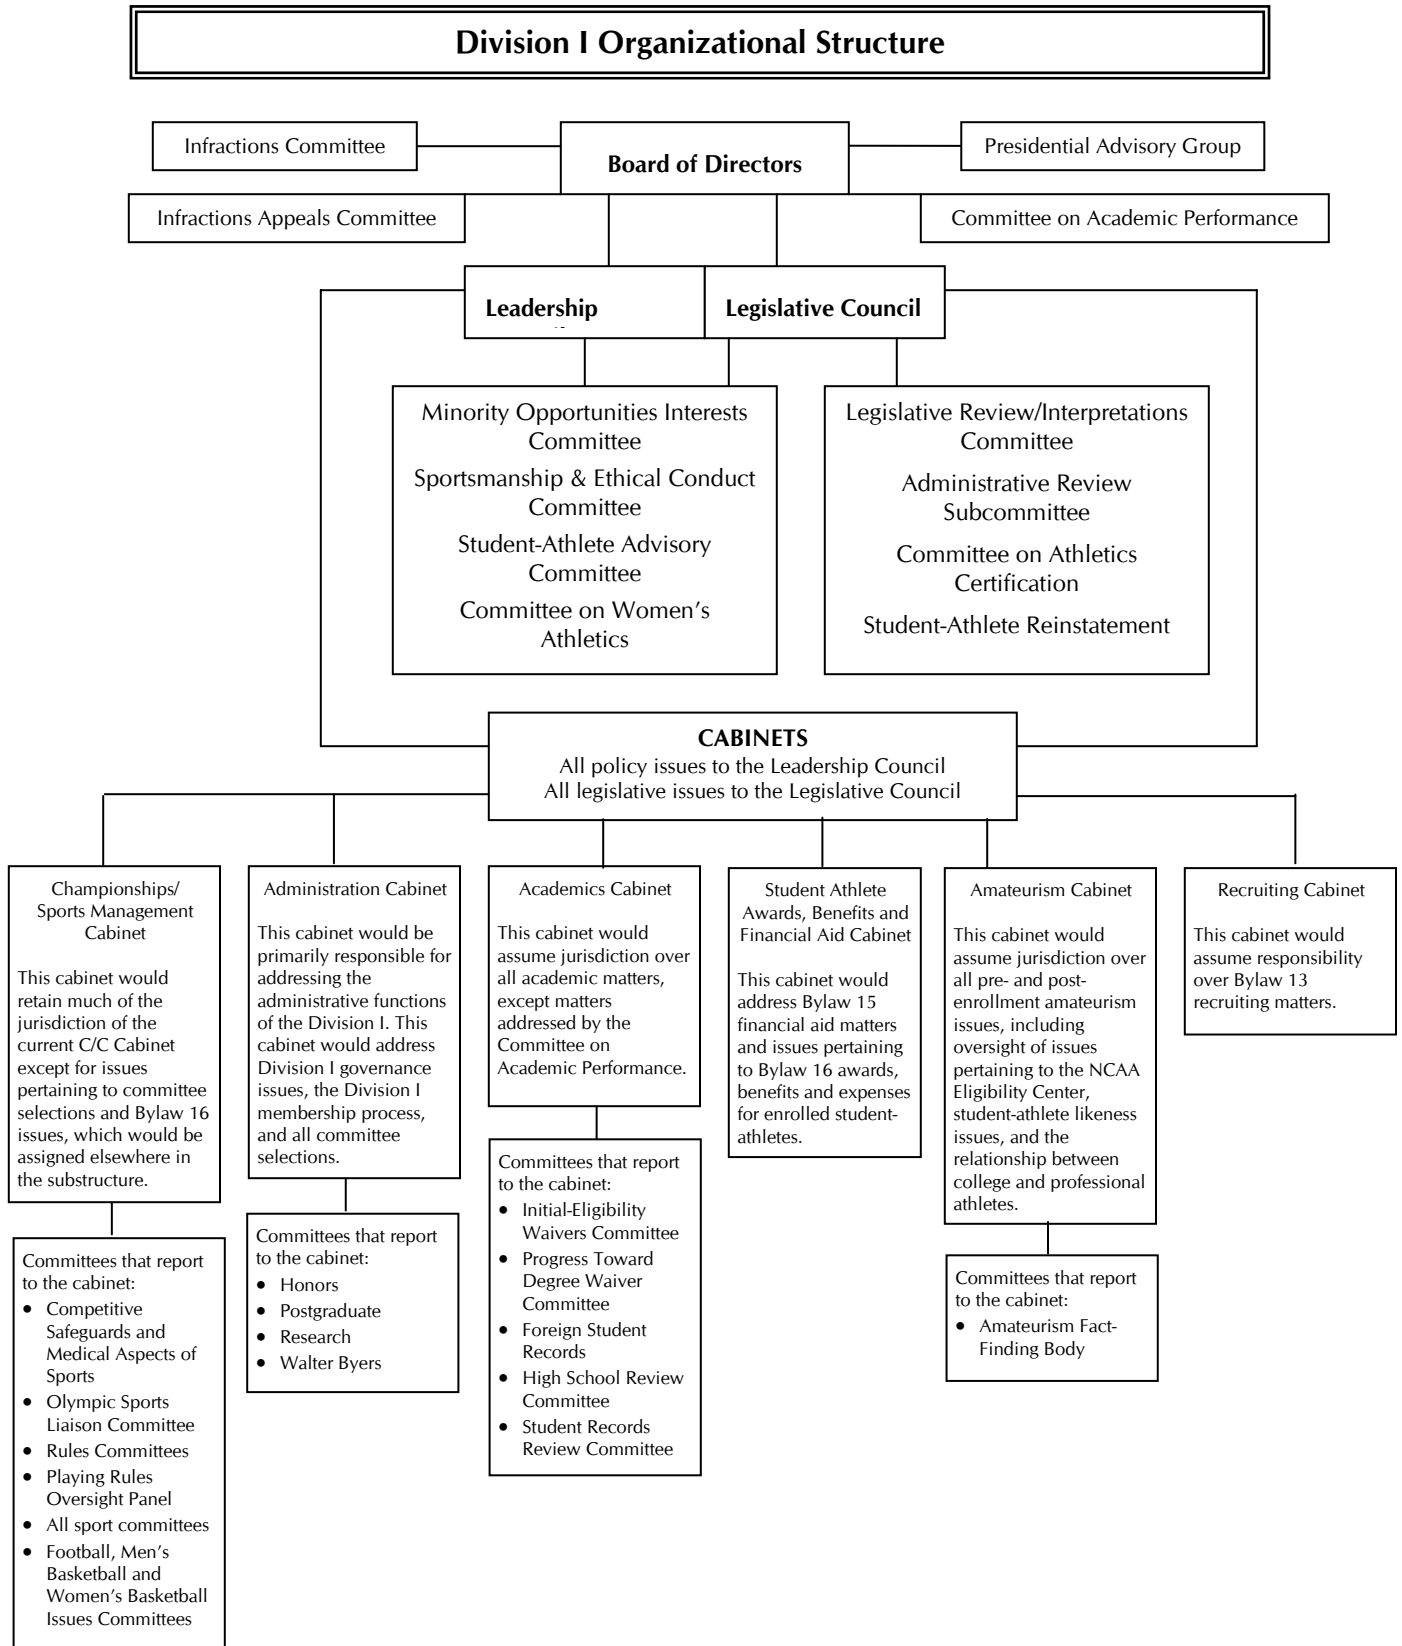 Division I Organizational Structure
Infractions Committee
Board of Directors
Presidential Advisory Group
Infractions Appeals Committee
Committee on Academic Performance
Leadership
Legislative Council
Minority Opportunities Interests
Committee
Sportsmanship & Ethical Conduct
Committee
Student-Athlete Advisory
Committee
Committee on Women's
Athletics
Legislative Review/Interpretations
Committee
Administrative Review
Subcommittee
Committee on Athletics
Certification
Student-Athlete Reinstatement
CABINETS
All policy issues to the Leadership Council
All legislative issues to the Legislative Council
Championships/
Sports Management
Cabinet
This cabinet would
retain much of the
jurisdiction of the
current C/C Cabinet
except for issues
pertaining to committee
selections and Bylaw 16
issues, which would be
assigned elsewhere in
the substructure.
Committees that report
to the cabinet:
• Competitive
Safeguards and
Medical Aspects of
Sports
• Olympic Sports
Liaison Committee
• Rules Committees
• Playing Rules
Oversight Panel
• All sport committees
• Football, Men's
Basketball and
Women's Basketball
Issues Committees
Administration Cabinet
This cabinet would be
primarily responsible for
addressing the
administrative functions
of the Division I. This
cabinet would address
Division I governance
issues, the Division I
membership process,
and all committee
selections.
Committees that report
to the cabinet:
• Honors
• Postgraduate
• Research
• Walter Byers
Academics Cabinet
This cabinet would
assume jurisdiction over
all academic matters,
except matters
addressed by the
Committee on
Academic Performance.
Committees that report
to the cabinet:
• Initial-Eligibility
Waivers Committee
• Progress Toward
Degree Waiver
Committee
• Foreign Student
Records
• High School Review
Committee
• Student Records
Review Committee
Student Athlete
Awards, Benefits and
Financial Aid Cabinet
This cabinet would
address Bylaw 15
financial aid matters
and issues pertaining
to Bylaw 16 awards,
benefits and expenses
for enrolled student-
athletes.
Amateurism Cabinet
This cabinet would
assume jurisdiction over
all pre- and post-
enrollment amateurism
issues, including
oversight of issues
pertaining to the NCAA
Eligibility Center,
student-athlete likeness
issues, and the
relationship between
college and professional
athletes.
Committees that report
to the cabinet:
• Amateurism Fact-
Finding Body
Recruiting Cabinet
This cabinet would
assume responsibility
over Bylaw 13
recruiting matters.